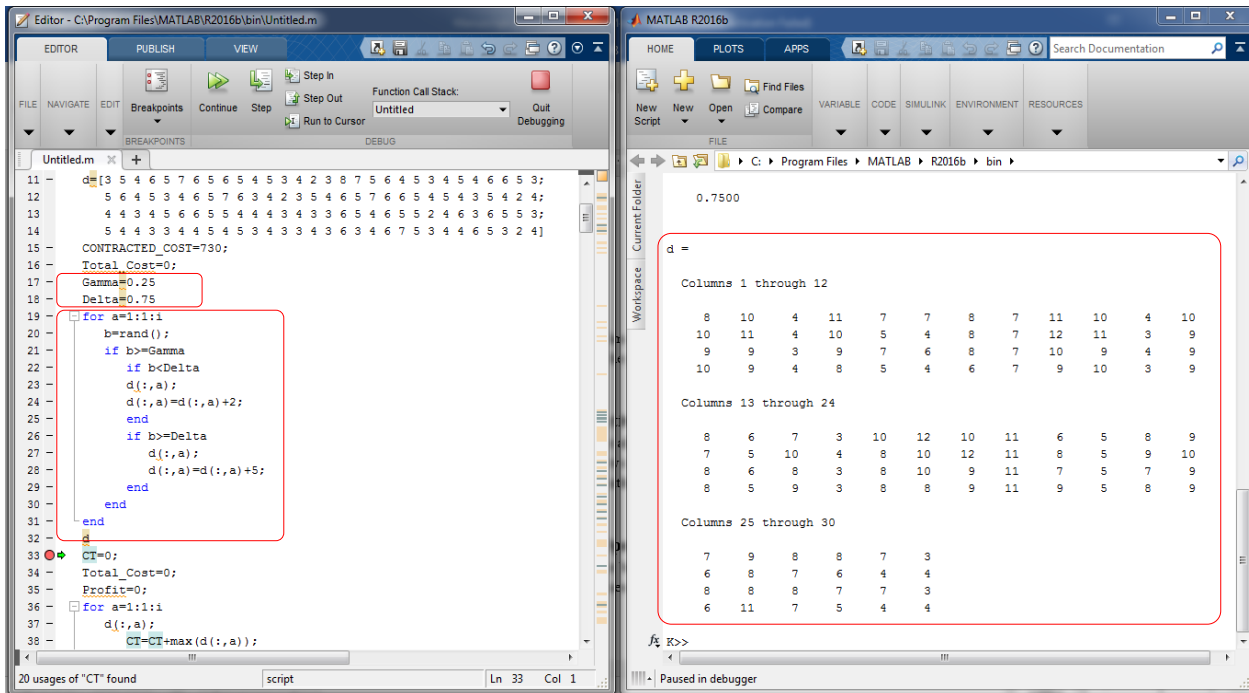 Editor - C:\Program Files\MATLAB\R2016b\bin\Untitled.m
EDITOR PUBLISH VIEW
FILE NAVIGATE EDIT Breakpoints Continue Step Step In Function Call Stack: Quit Debugging
Step Out Untitled
Run to Cursor
BREAKPOINTS DEBUG
Untitled.m × +
11 – d=[3 5 4 6 5 7 6 5 6 5 4 5 3 4 2 3 8 7 5 6 4 5 3 4 5 4 6 6 5 3;
12 5 6 4 5 3 4 6 5 7 6 3 4 2 3 5 4 6 5 7 6 6 5 4 5 4 3 5 4 2 4;
13 4 4 3 4 5 6 6 5 5 4 4 4 3 4 3 3 6 5 4 6 5 5 2 4 6 3 6 5 5 3;
14 5 4 4 3 3 4 4 5 4 5 3 4 3 3 4 3 6 3 4 6 7 5 3 4 4 6 5 3 2 4]
15 – CONTRACTED_COST=730;
16 – Total_Cost=0;
17 – Gamma=0.25
18 – Delta=0.75
19 – for a=1:1:i
20 – b=rand();
21 – if b>=Gamma
22 – if b<Delta
23 – d(:,a);
24 – d(:,a)=d(:,a)+2;
25 – end
26 – if b>=Delta
27 – d(:,a);
28 – d(:,a)=d(:,a)+5;
29 – end
30 – end
31 – end
32 – d
33 CT=0;
34 – Total_Cost=0;
35 – Profit=0;
36 – for a=1:1:i
37 – d(:,a);
38 – CT=CT+max(d(:,a));
20 usages of "CT" found script Ln 33 Col 1
MATLAB R2016b
HOME PLOTS APPS Search Documentation
New Script New Open Find Files Compare VARIABLE CODE SIMULINK ENVIRONMENT RESOURCES
FILE
C: Program Files MATLAB R2016b bin
Current Folder
Workspace
0.7500
d =
Columns 1 through 12
8 10 4 11 7 7 8 7 11 10 4 10
10 11 4 10 5 4 8 7 12 11 3 9
9 9 3 9 7 6 8 7 10 9 4 9
10 9 4 8 5 4 6 7 9 10 3 9
Columns 13 through 24
8 6 7 3 10 12 10 11 6 5 8 9
7 5 10 4 8 10 12 11 8 5 9 10
8 6 8 3 8 10 9 11 7 5 7 9
8 5 9 3 8 8 9 11 9 5 8 9
Columns 25 through 30
7 9 8 8 7 3
6 8 7 6 4 4
8 8 8 7 7 3
6 11 7 5 4 4
fx K>>
Paused in debugger